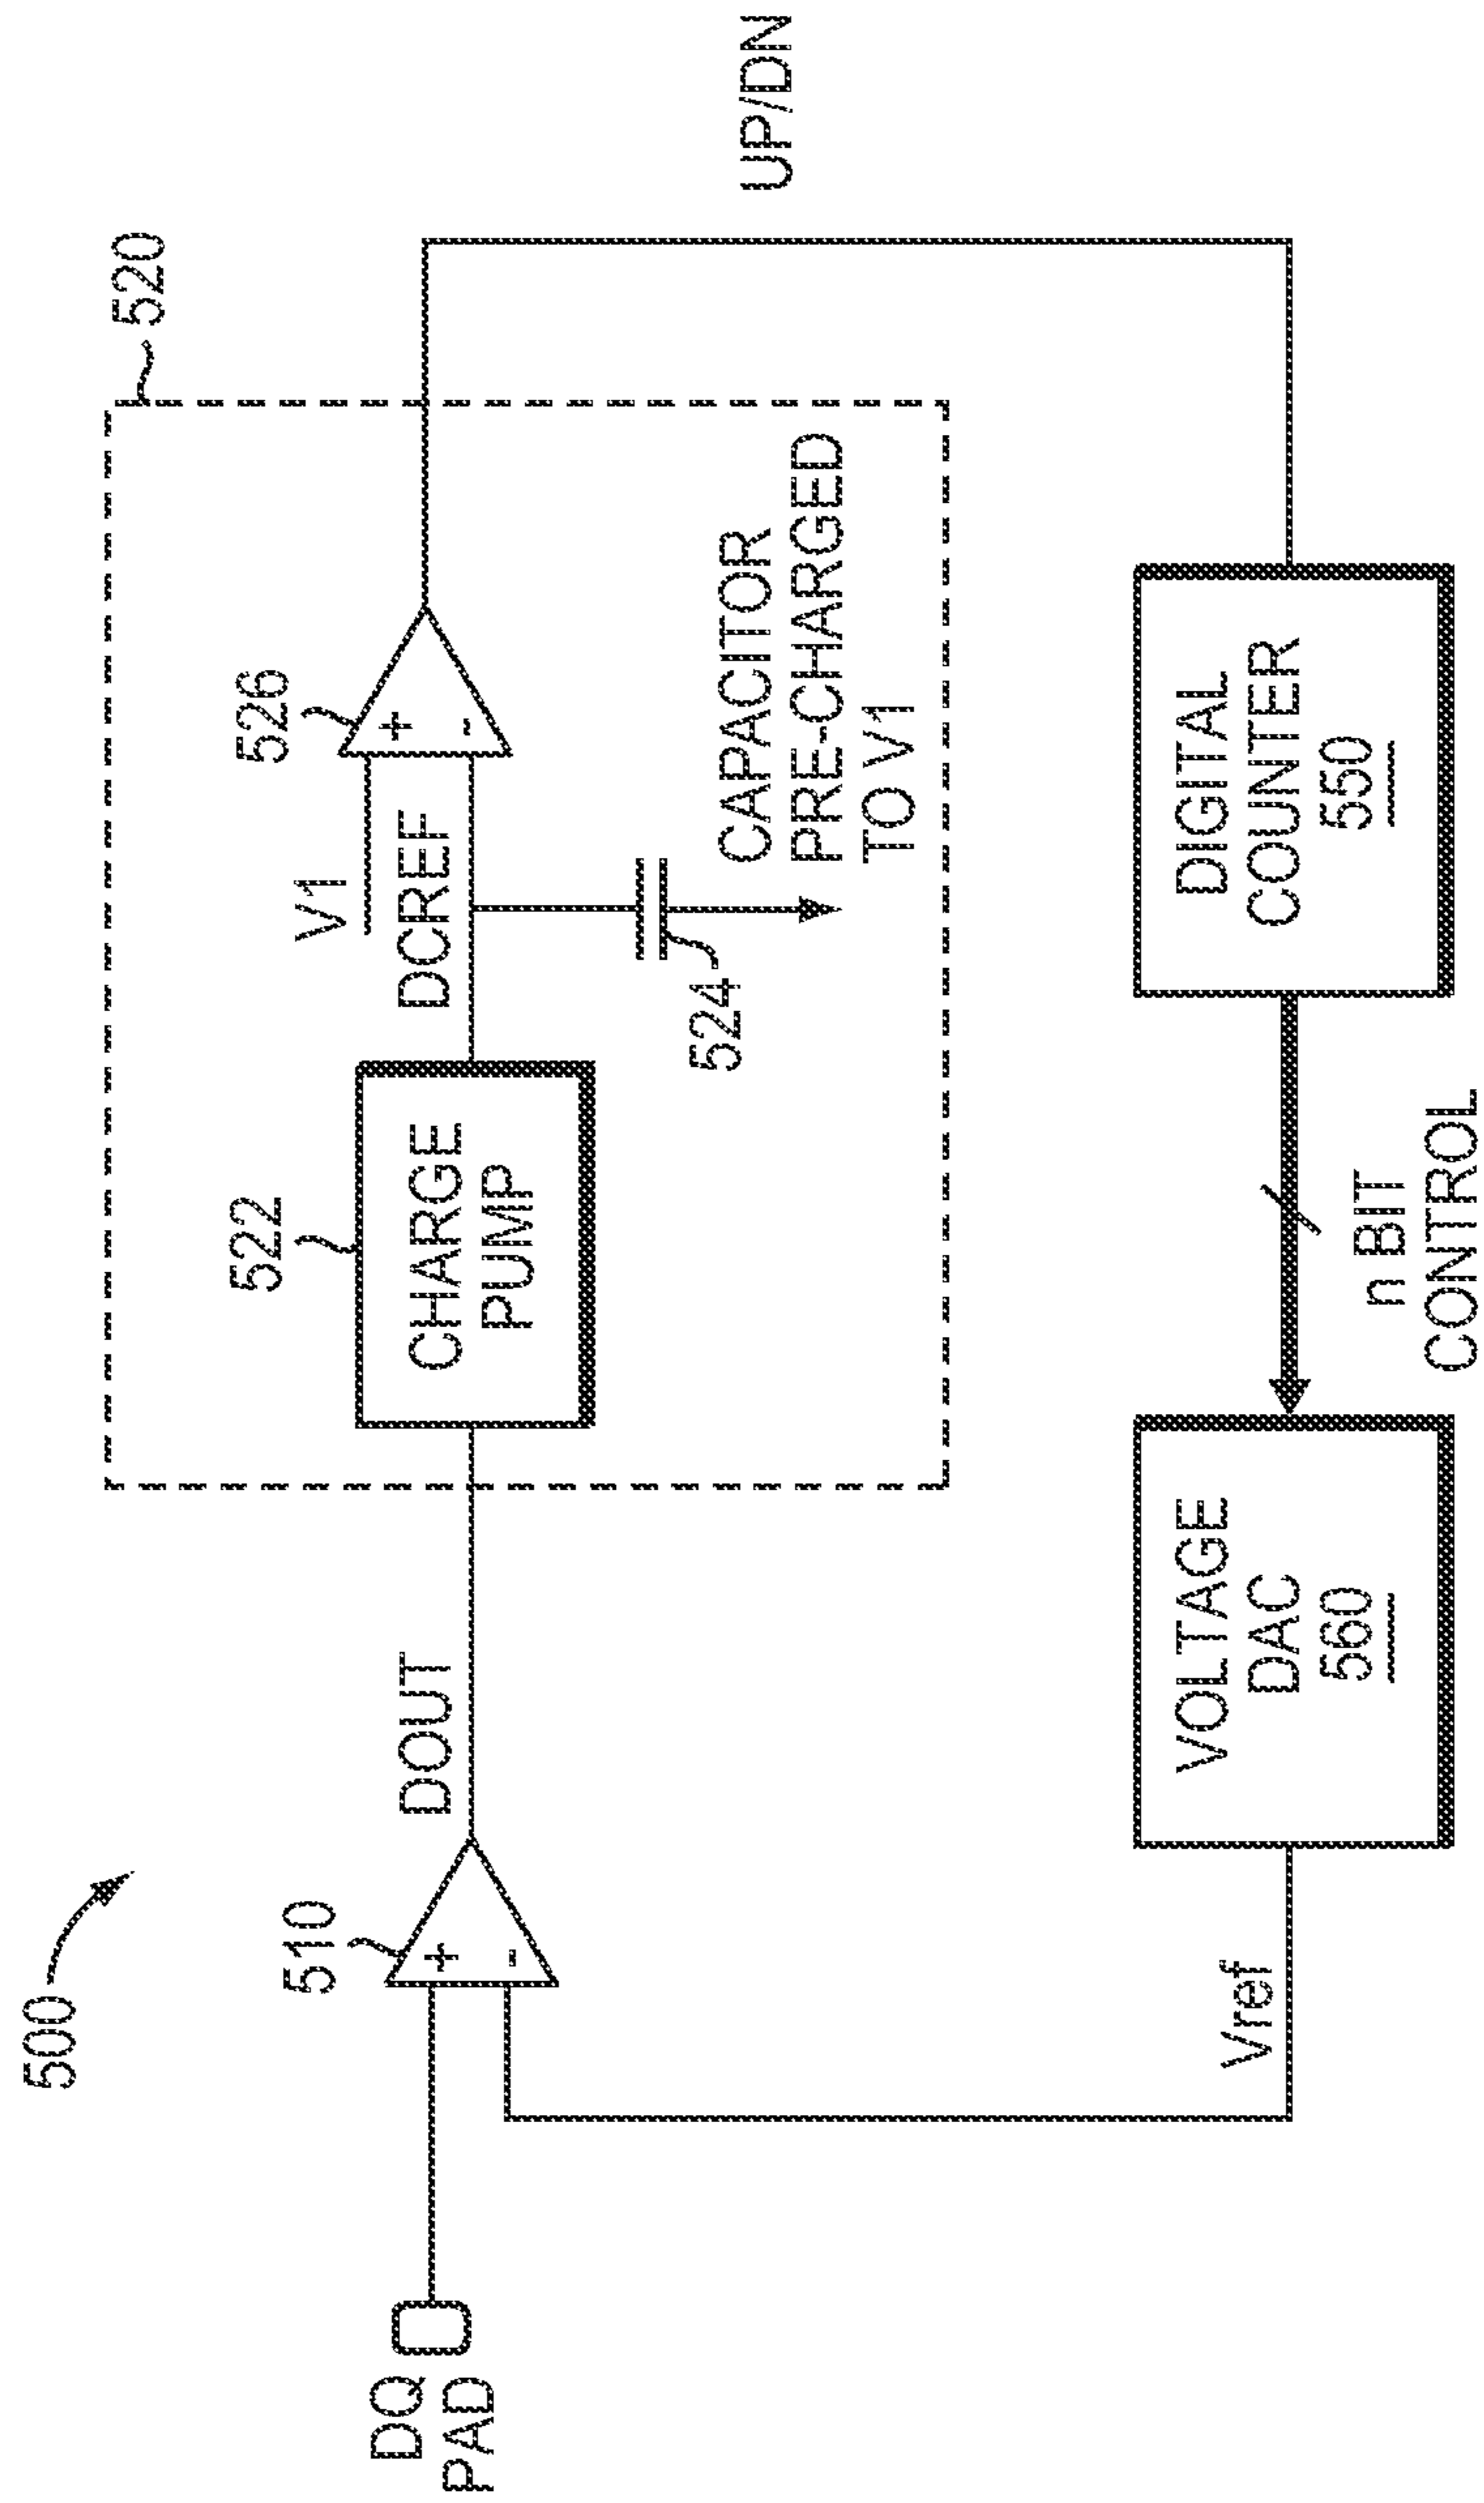 500
520
510
522
526
DQ
PAD
+
-
DOUT
CHARGE
PUMP
V1
DCREF
+
-
524
CAPACITOR
PRE-CHARGED
TO V1
UP/DN
Vref
VOLTAGE
DAC
560
n BIT
CONTROL
DIGITAL
COUNTER
550